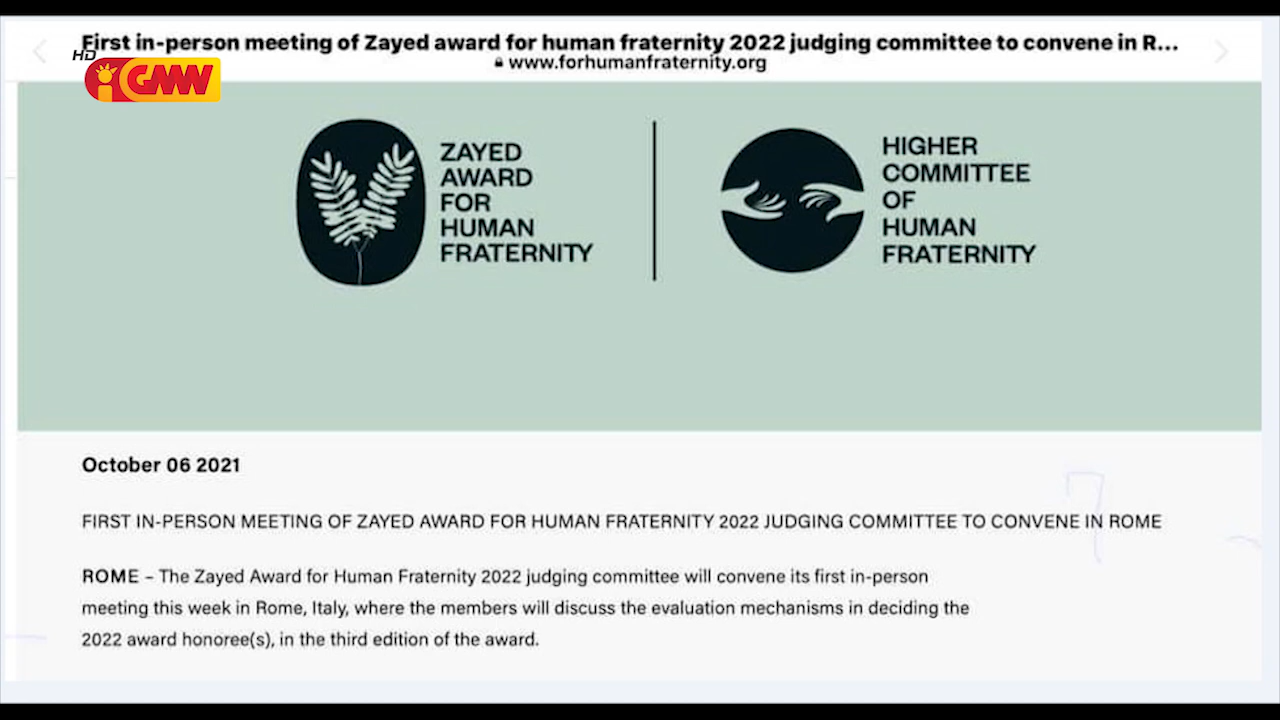 First in-person meeting of Zayed award for human fraternity 2022 judging committee to convene in R...
www.forhumanfraternity.org
HD
iGMW
ZAYED
AWARD
FOR
HUMAN
FRATERNITY
HIGHER
COMMITTEE
OF
HUMAN
FRATERNITY
October 06 2021
FIRST IN-PERSON MEETING OF ZAYED AWARD FOR HUMAN FRATERNITY 2022 JUDGING COMMITTEE TO CONVENE IN ROME
ROME – The Zayed Award for Human Fraternity 2022 judging committee will convene its first in-person
meeting this week in Rome, Italy, where the members will discuss the evaluation mechanisms in deciding the
2022 award honoree(s), in the third edition of the award.